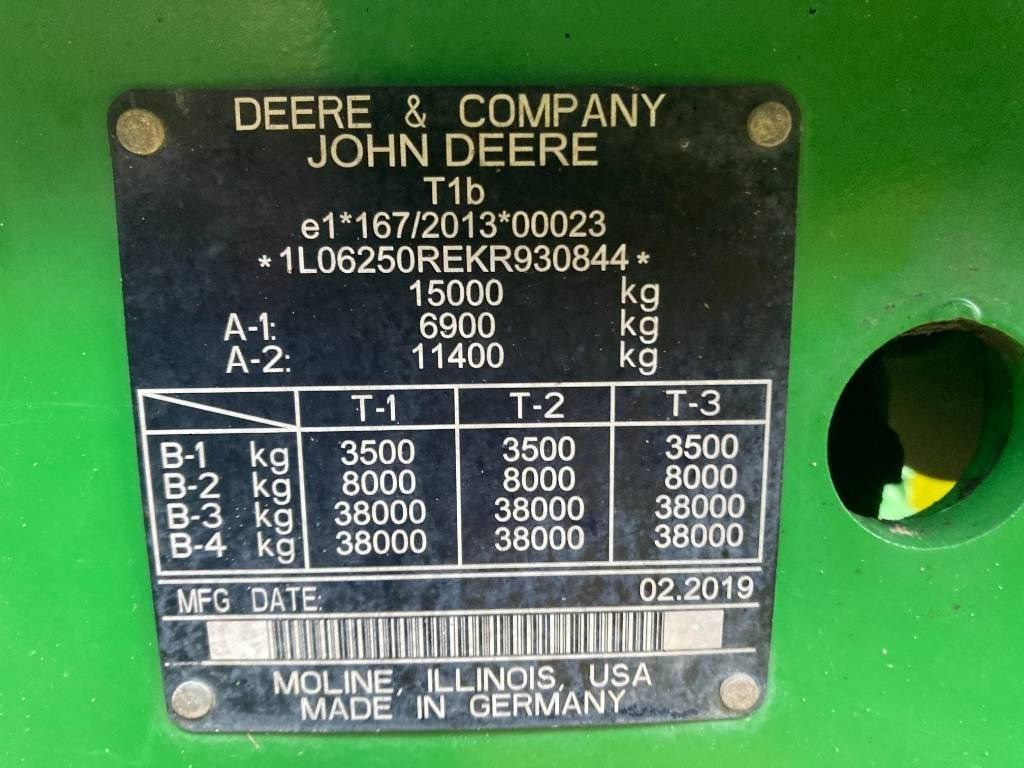 DEERE & COMPANY
JOHN DEERE
T1b
e1*167/2013*00023
*1L06250REKR930844*
15000 kg
A-1: 6900 kg
A-2: 11400 kg
T-1 T-2 T-3
B-1 kg 3500 3500 3500
B-2 kg 8000 8000 8000
B-3 kg 38000 38000 38000
B-4 kg 38000 38000 38000
MFG DATE: 02.2019
MOLINE, ILLINOIS, USA
MADE IN GERMANY